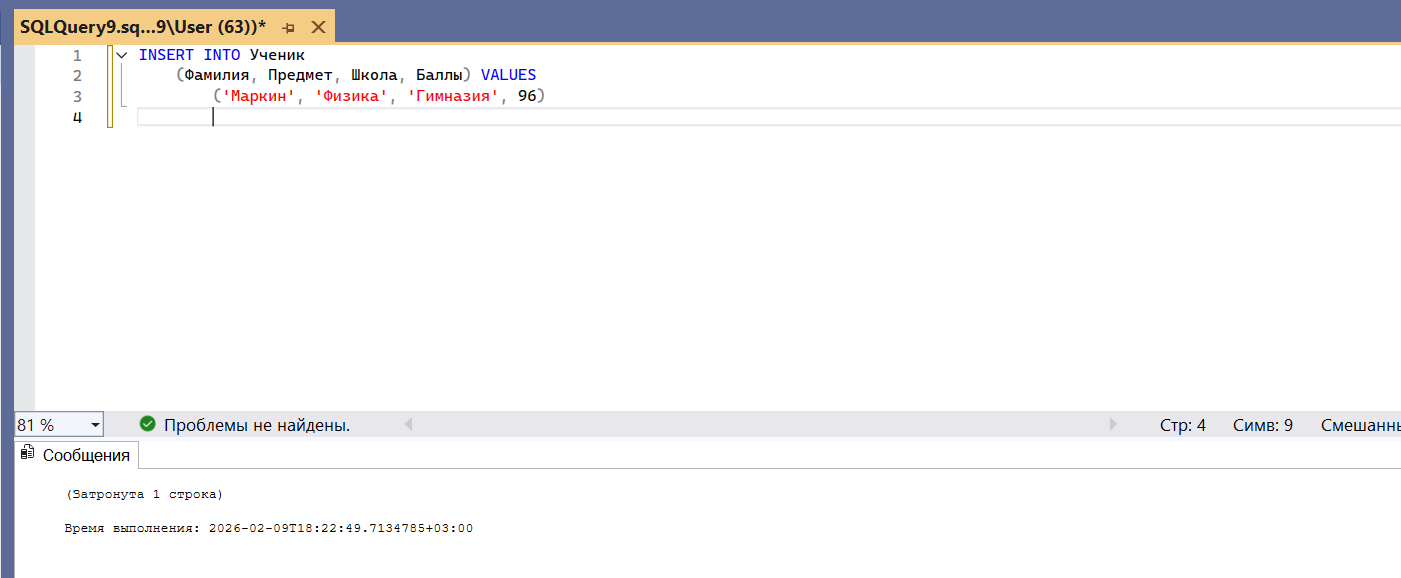 SQLQuery9.sq...9\User (63))*
1 INSERT INTO Ученик
2 (Фамилия, Предмет, Школа, Баллы) VALUES
3 ('Маркин', 'Физика', 'Гимназия', 96)
4
81 % Проблемы не найдены. Стр: 4 Симв: 9 Смешанны
Сообщения
(Затронута 1 строка)
Время выполнения: 2026-02-09T18:22:49.7134785+03:00